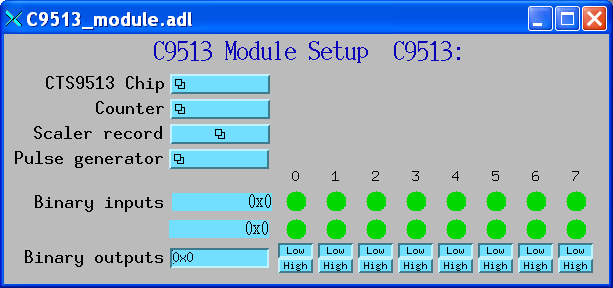 C9513_module.adl
C9513 Module Setup C9513:
CTS9513 Chip
Counter
Scaler record
Pulse generator
0 1 2 3 4 5 6 7
Binary inputs 0x0
0x0
Binary outputs 0x0
Low Low Low Low Low Low Low Low
High High High High High High High High